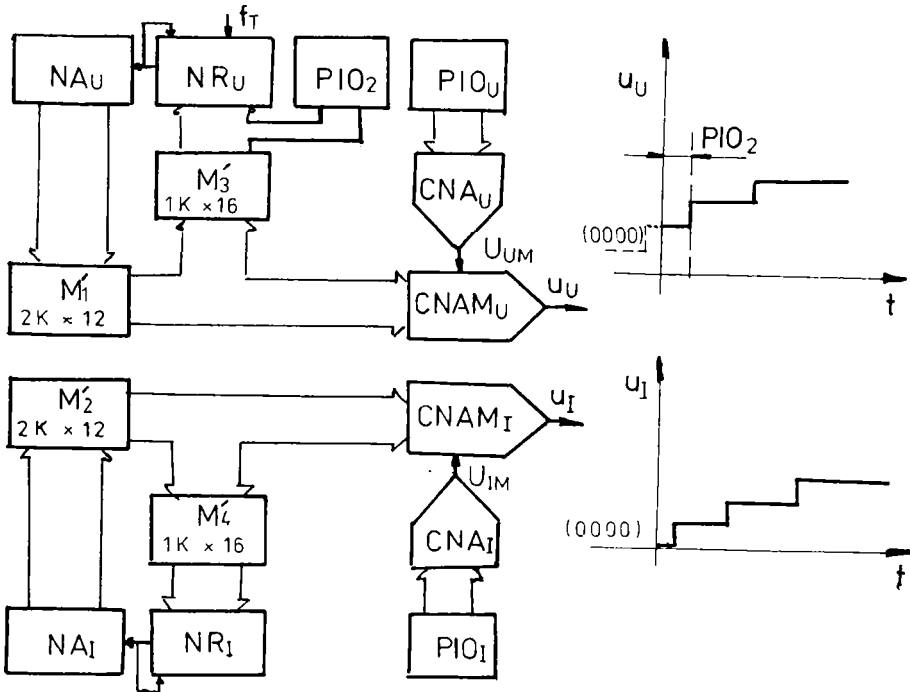 f_T
NA_U
NR_U
PIO_2
PIO_U
u_U
PIO_2
M'_3
1K × 16
CNA_U
(0000)
U_UM
M'_1
2K × 12
CNAM_U
u_U
t
M'_2
2K × 12
CNAM_I
u_I
u_I
U_IM
M'_4
1K × 16
CNA_I
(0000)
t
NA_I
NR_I
PIO_I